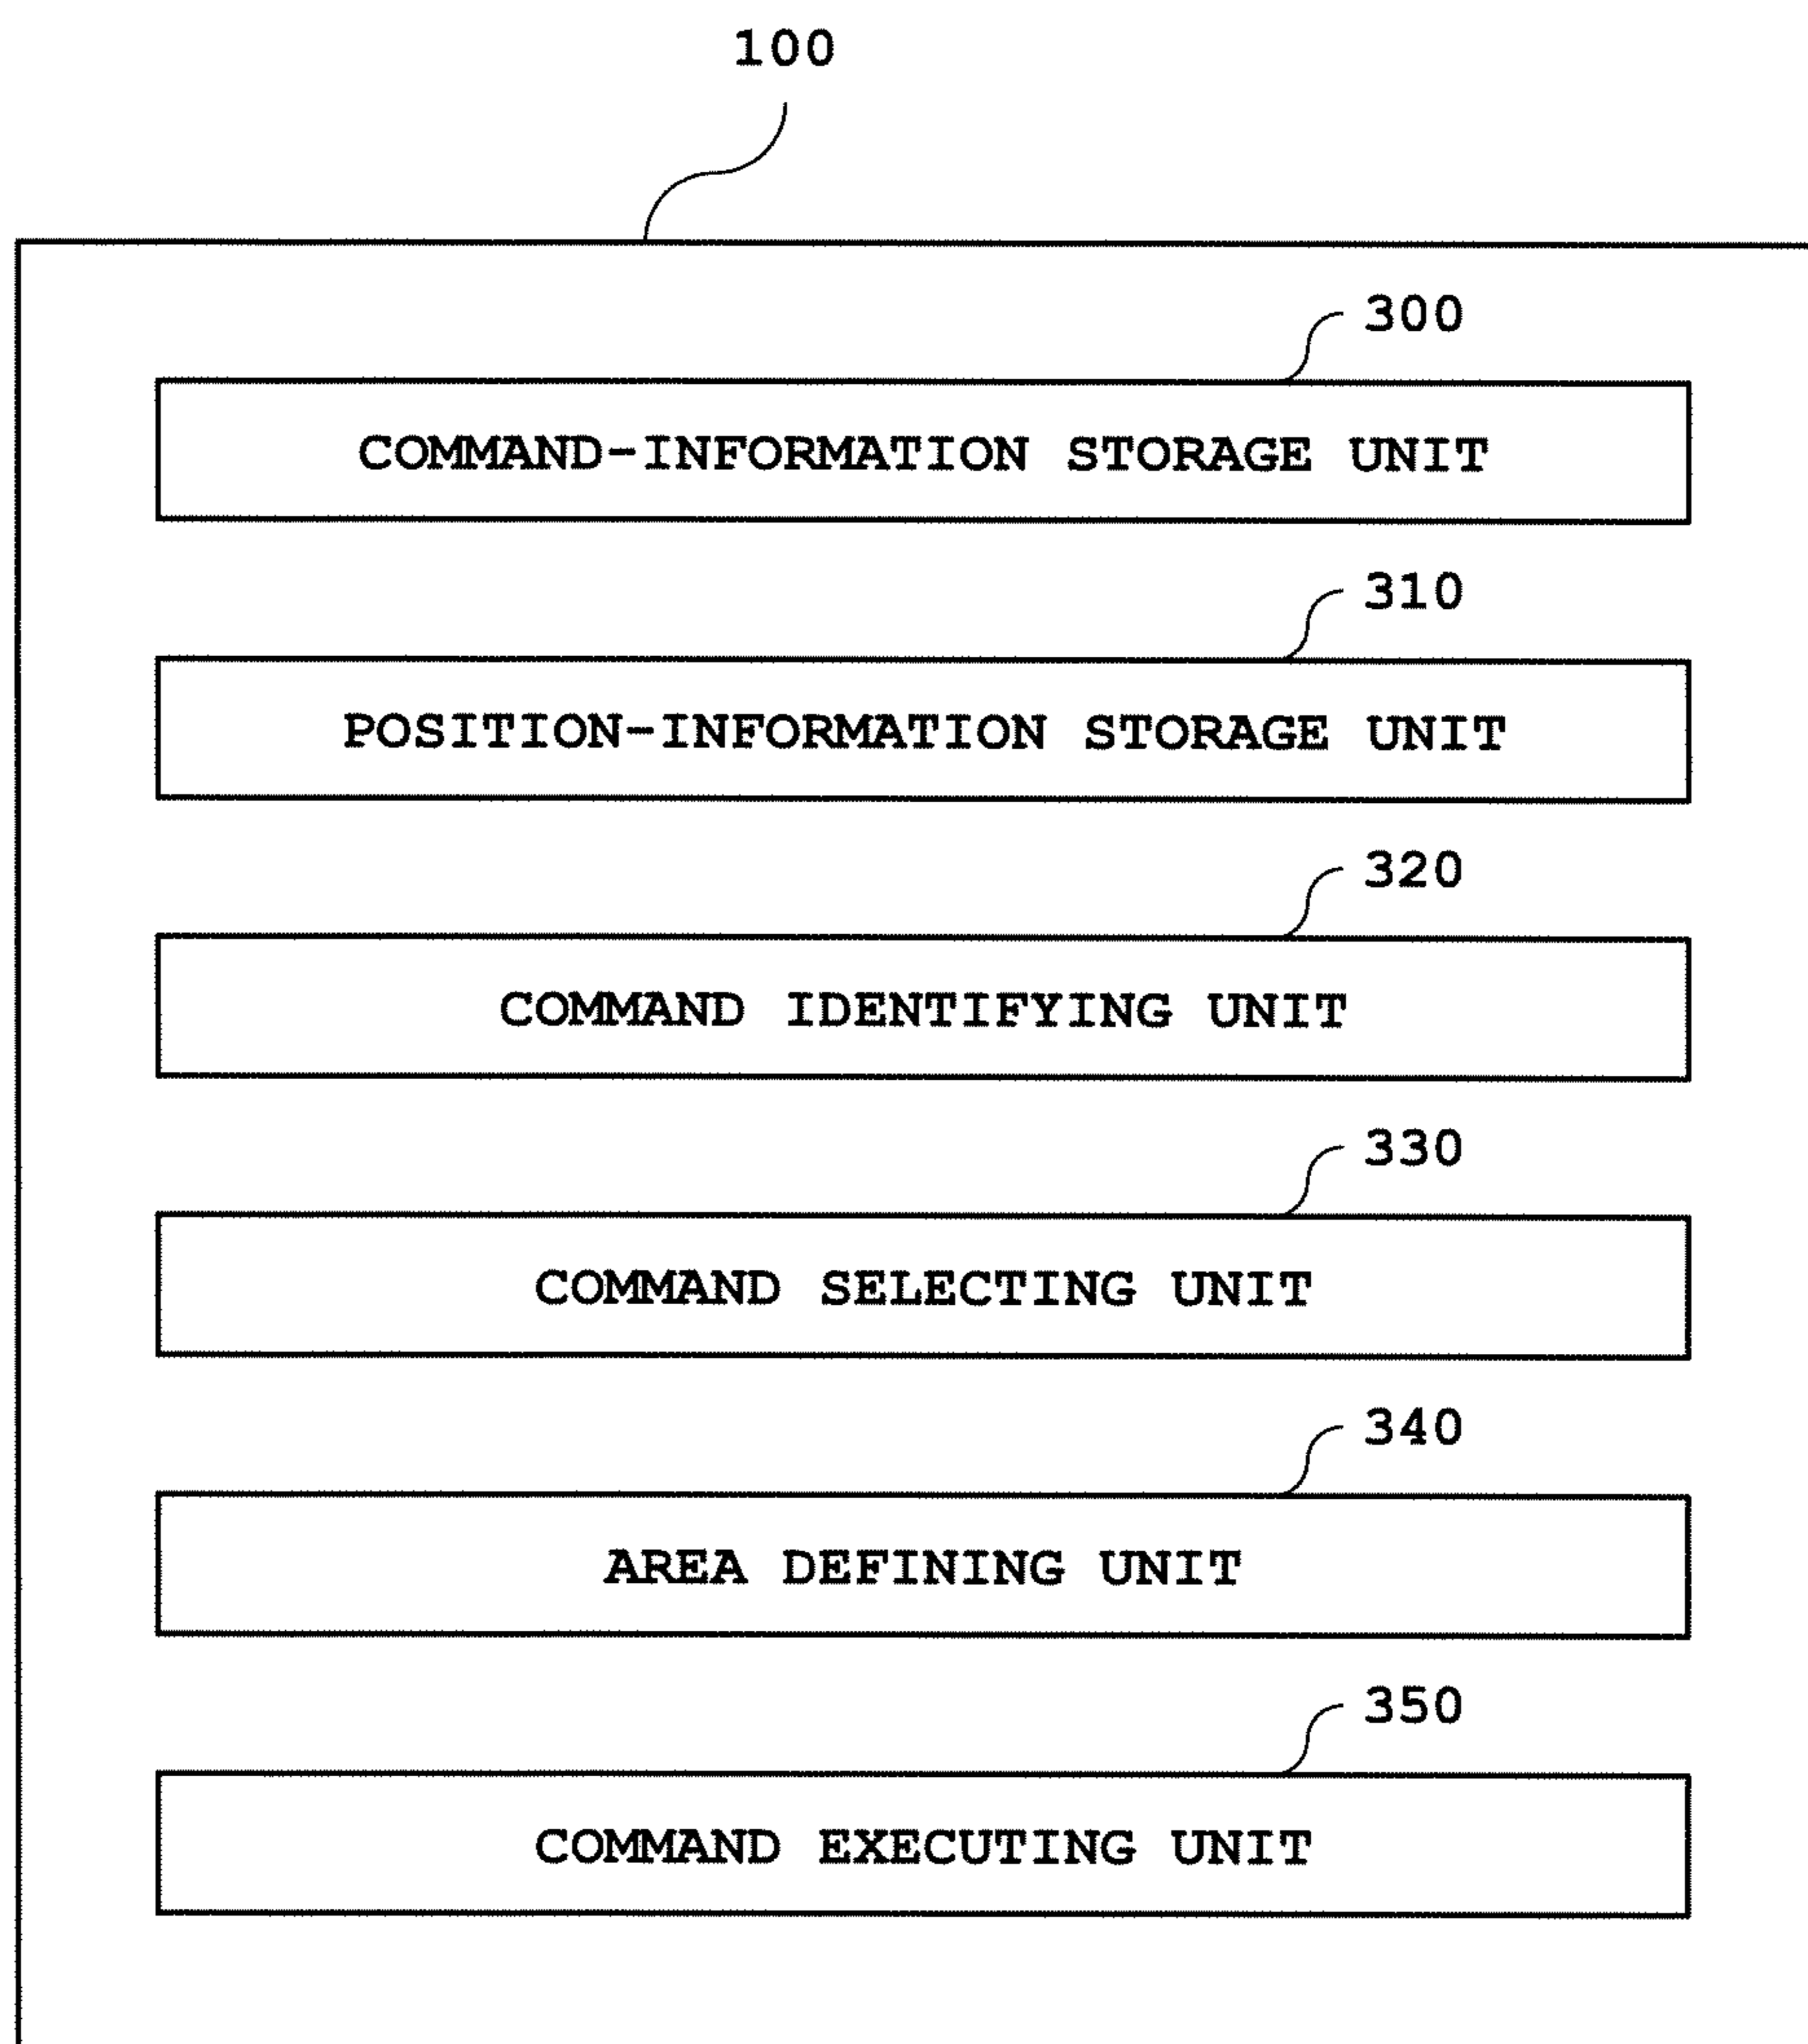 100
300
COMMAND-INFORMATION STORAGE UNIT
310
POSITION-INFORMATION STORAGE UNIT
320
COMMAND IDENTIFYING UNIT
330
COMMAND SELECTING UNIT
340
AREA DEFINING UNIT
350
COMMAND EXECUTING UNIT